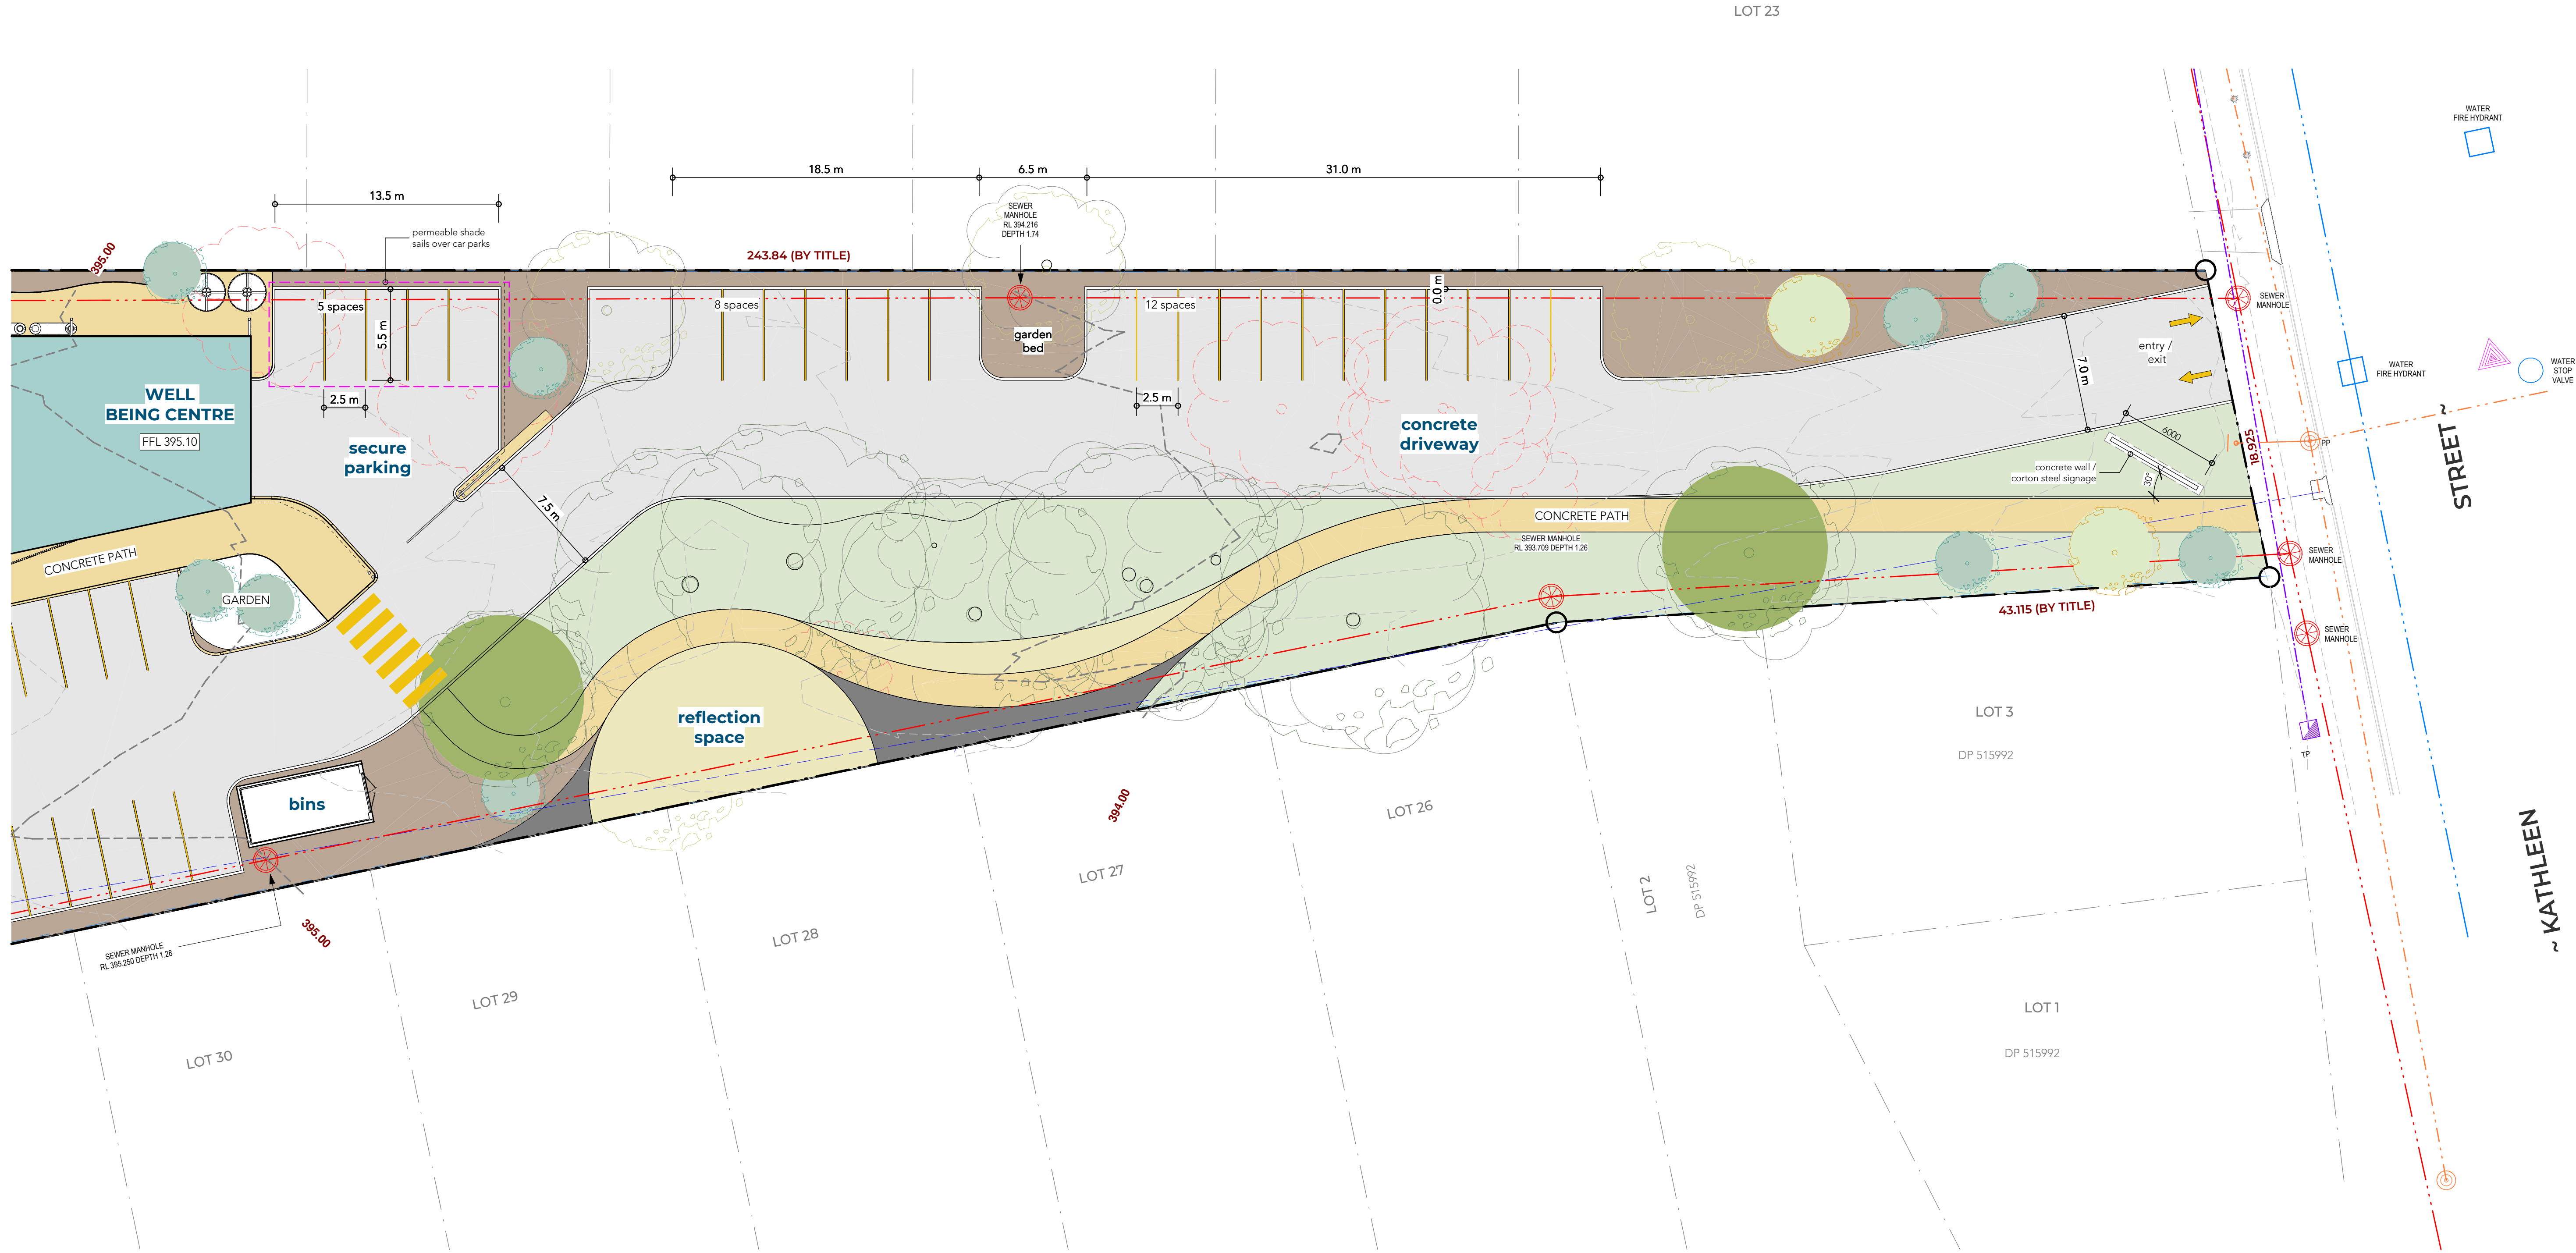 LOT 23
WATER
FIRE HYDRANT
18.5 m
6.5 m
31.0 m
13.5 m
SEWER
MANHOLE
RL 394.216
DEPTH 1.74
permeable shade
sails over car parks
395.00
243.84 (BY TITLE)
5 spaces
8 spaces
12 spaces
0.0 m
5.5 m
garden
bed
SEWER
MANHOLE
entry /
exit
7.0 m
WATER
FIRE HYDRANT
WATER
STOP
VALVE
WELL
BEING CENTRE
FFL 395.10
2.5 m
2.5 m
secure
parking
concrete
driveway
6000
18.925
PP
~ KATHLEEN STREET ~
concrete wall /
corton steel signage
30°
7.5 m
CONCRETE PATH
CONCRETE PATH
SEWER MANHOLE
RL 393.709 DEPTH 1.26
SEWER
MANHOLE
GARDEN
43.115 (BY TITLE)
SEWER
MANHOLE
reflection
space
LOT 3
DP 515992
TP
bins
394.00
LOT 26
LOT 27
LOT 2
DP 515992
395.00
LOT 28
SEWER MANHOLE
RL 395.250 DEPTH 1.28
LOT 29
LOT 1
DP 515992
LOT 30